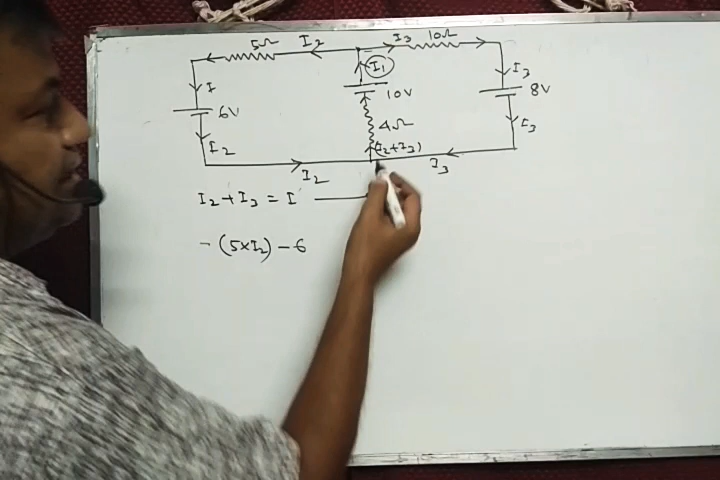 5Ω I2 I3 10Ω
I1
I I3
6V 10V 8V
4Ω I3
I2 (I2+I3)
I2 I3
I2 + I3 = I
- (5×I2) - 6